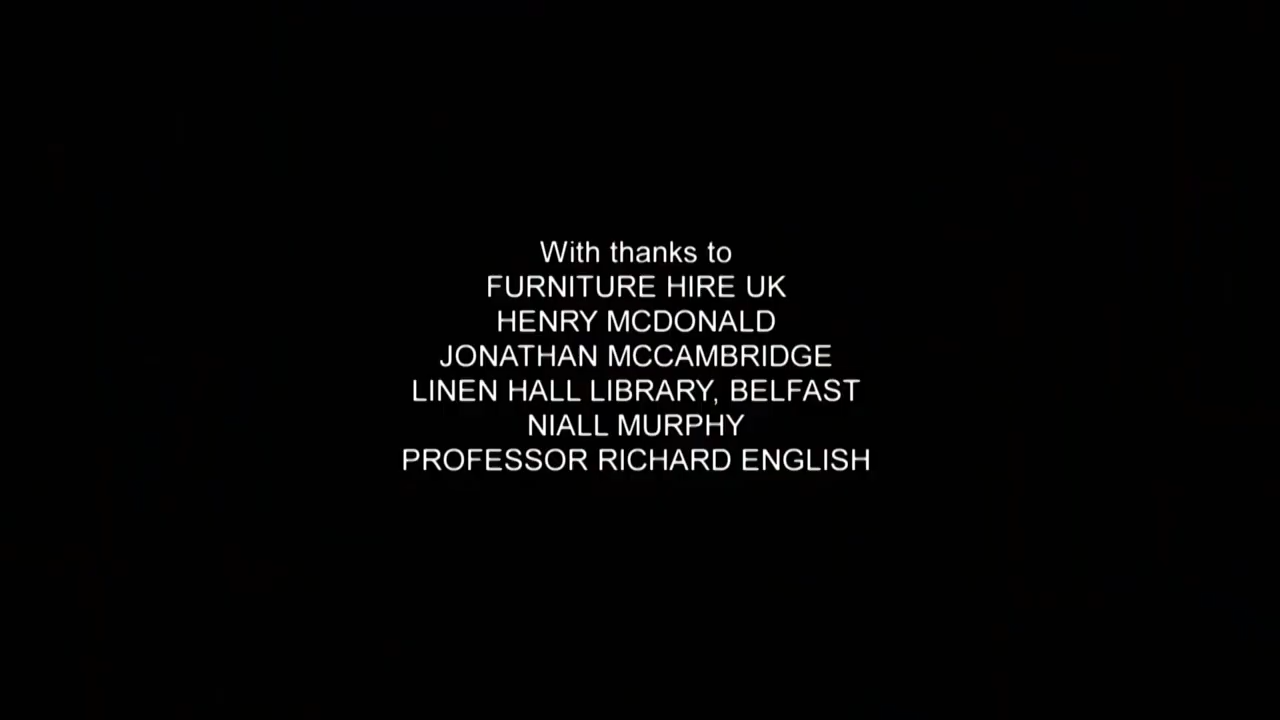 With thanks to
FURNITURE HIRE UK
HENRY MCDONALD
JONATHAN MCCAMBRIDGE
LINEN HALL LIBRARY, BELFAST
NIALL MURPHY
PROFESSOR RICHARD ENGLISH